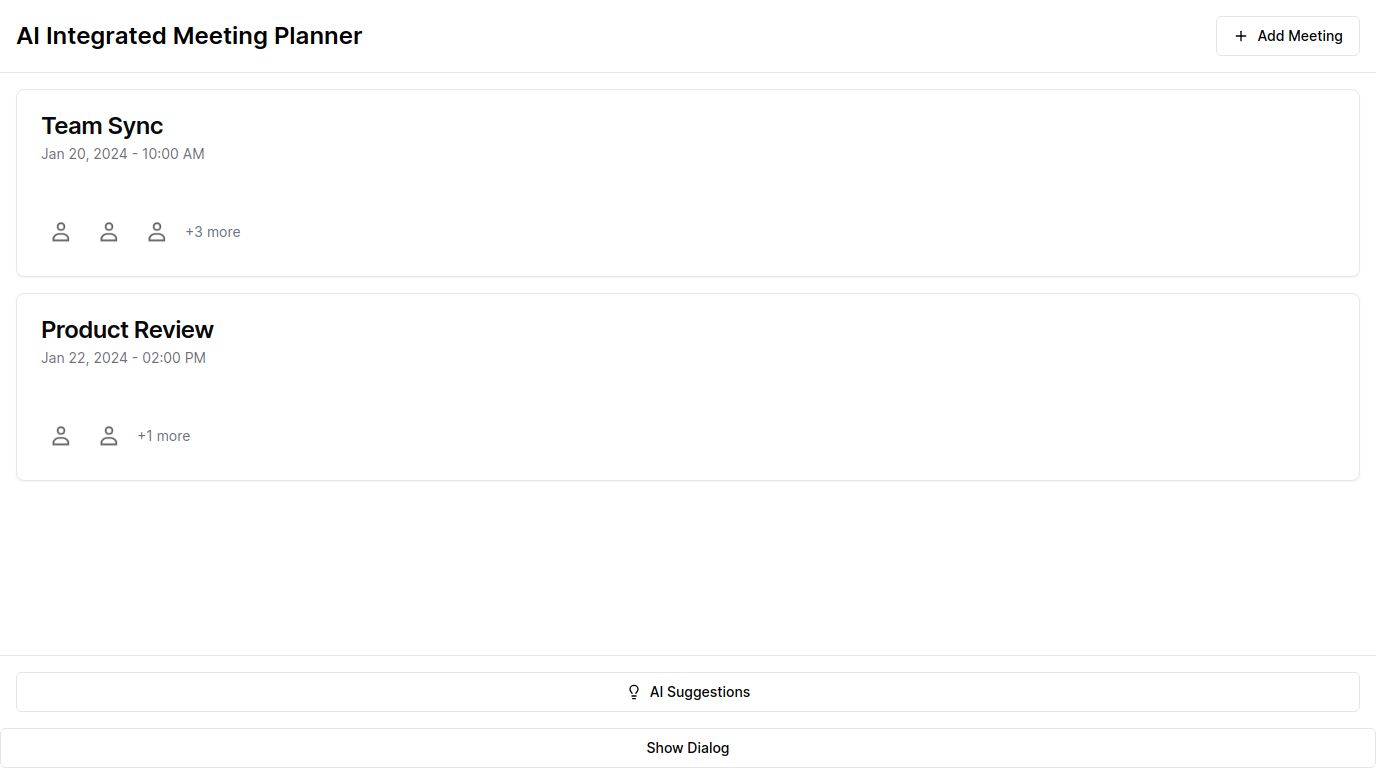 AI Integrated Meeting Planner
Add Meeting
Team Sync
Jan 20, 2024 - 10:00 AM
+3 more
Product Review
Jan 22, 2024 - 02:00 PM
+1 more
AI Suggestions
Show Dialog